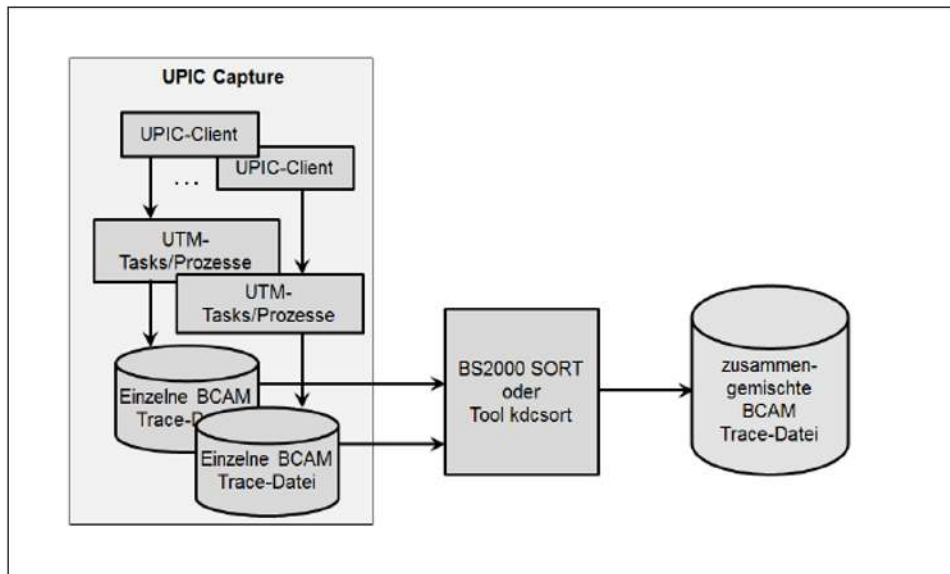 UPIC Capture
UPIC-Client
UPIC-Client
...
UTM-
Tasks/Prozesse
UTM-
Tasks/Prozesse
Einzelne BCAM
Trace-D
Einzelne BCAM
Trace-Datei
BS2000 SORT
oder
Tool kdcsort
zusammen-
gemischte
BCAM
Trace-Datei